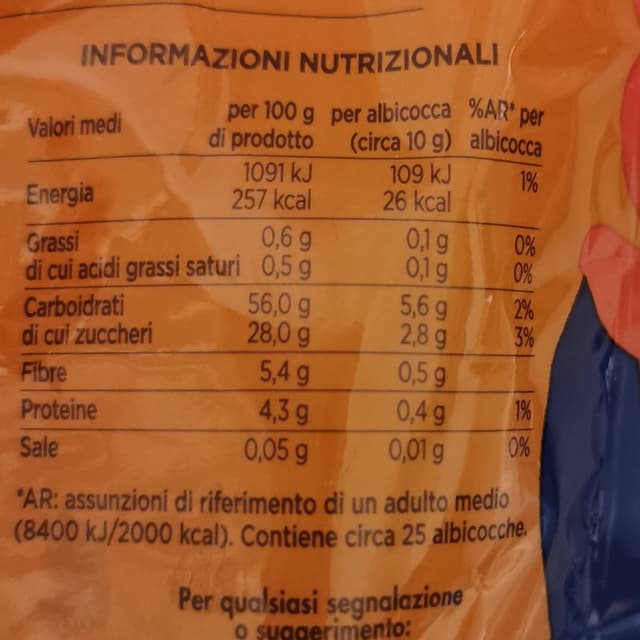 INFORMAZIONI NUTRIZIONALI
Valori medi per 100 g di prodotto per albicocca (circa 10 g) %AR* per albicocca
Energia 1091 kJ 109 kJ 1%
257 kcal 26 kcal
Grassi 0,6 g 0,1 g 0%
di cui acidi grassi saturi 0,5 g 0,1 g 0%
Carboidrati 56,0 g 5,6 g 2%
di cui zuccheri 28,0 g 2,8 g 3%
Fibre 5,4 g 0,5 g
Proteine 4,3 g 0,4 g 1%
Sale 0,05 g 0,01 g 0%
*AR: assunzioni di riferimento di un adulto medio
(8400 kJ/2000 kcal). Contiene circa 25 albicocche.
Per qualsiasi segnalazione
o suggerimento: